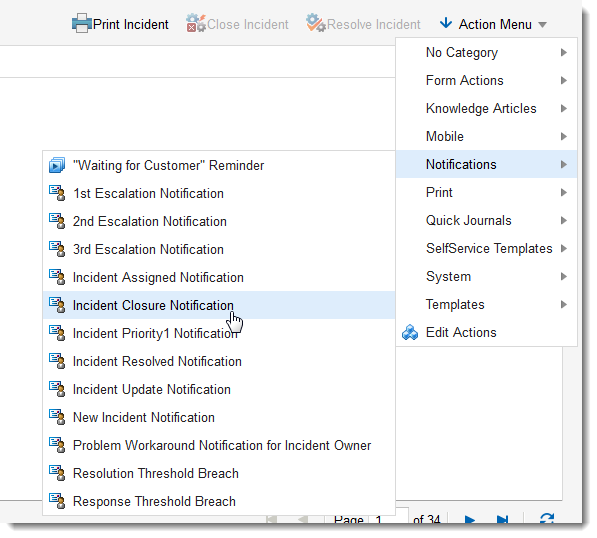 Print Incident Close Incident Resolve Incident Action Menu
No Category
Form Actions
Knowledge Articles
Mobile
Notifications
Print
Quick Journals
SelfService Templates
System
Templates
Edit Actions
"Waiting for Customer" Reminder
1st Escalation Notification
2nd Escalation Notification
3rd Escalation Notification
Incident Assigned Notification
Incident Closure Notification
Incident Priority1 Notification
Incident Resolved Notification
Incident Update Notification
New Incident Notification
Problem Workaround Notification for Incident Owner
Resolution Threshold Breach
Response Threshold Breach
Page 1 of 34